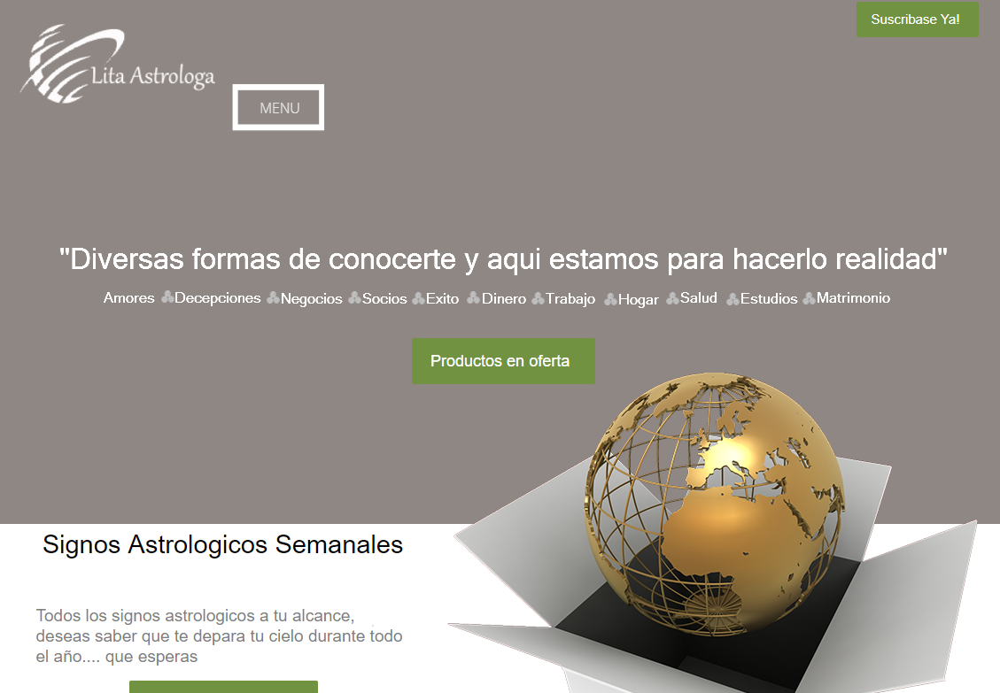 Suscribase Ya!
Lita Astrologa
MENU
"Diversas formas de conocerte y aqui estamos para hacerlo realidad"
Amores Decepciones Negocios Socios Exito Dinero Trabajo Hogar Salud Estudios Matrimonio
Productos en oferta
Signos Astrologicos Semanales
Todos los signos astrologicos a tu alcance,
deseas saber que te depara tu cielo durante todo
el año.... que esperas